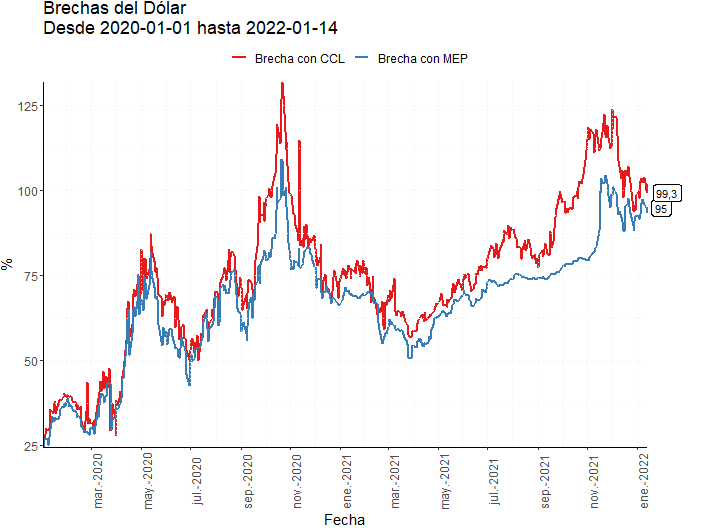 Brechas del Dólar
Desde 2020-01-01 hasta 2022-01-14
Brecha con CCL Brecha con MEP
%
125
100
75
50
25
99,3
95
mar.-2020
may.-2020
jul.-2020
sep.-2020
nov.-2020
ene.-2021
mar.-2021
may.-2021
jul.-2021
sep.-2021
nov.-2021
ene.-2022
Fecha